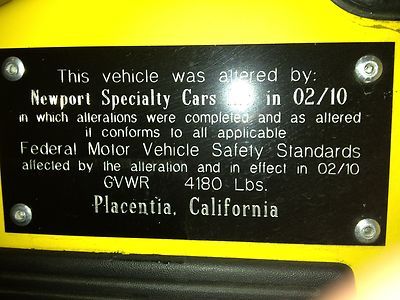 This vehicle was altered by:
Newport Specialty Cars in 02/10
in which alterations were completed and as altered
it conforms to all applicable
Federal Motor Vehicle Safety Standards
affected by the alteration and in effect in 02/10
GVWR 4180 Lbs.
Placentia, California